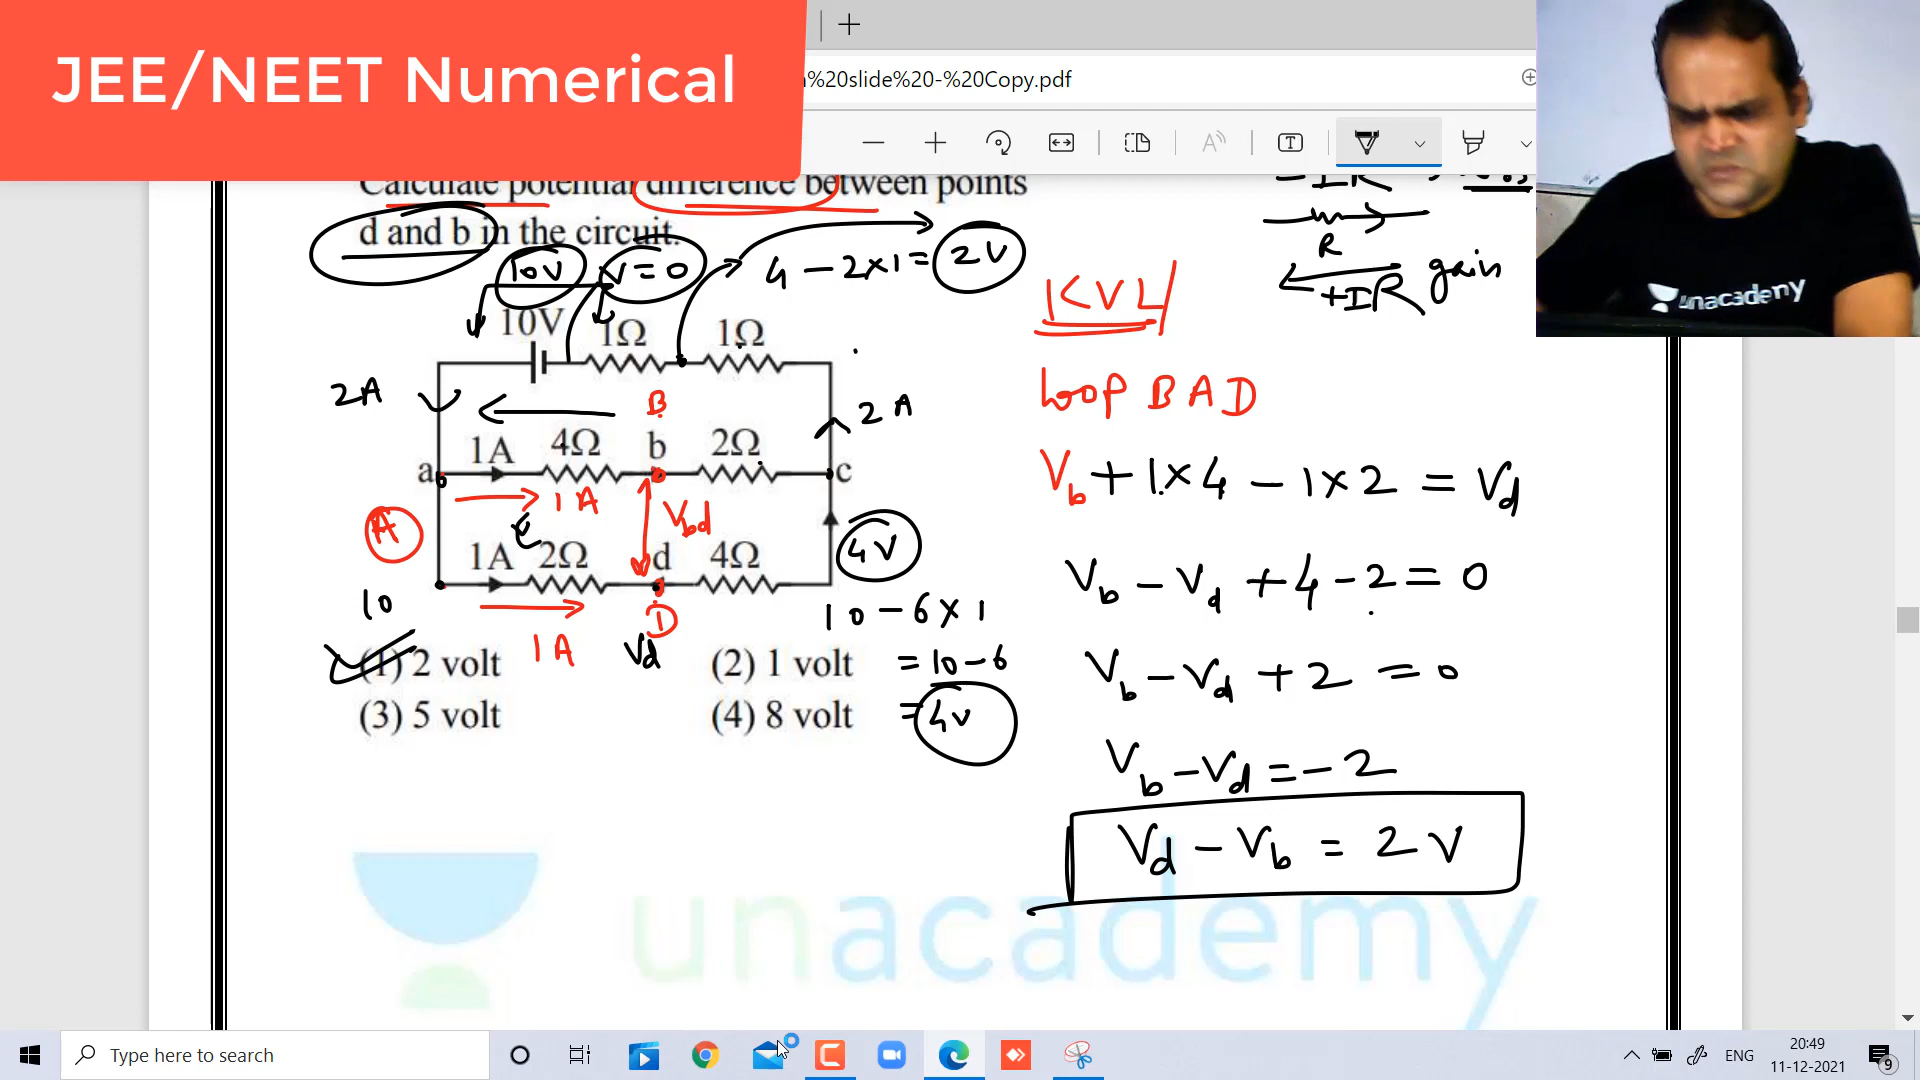 JEE/NEET Numerical
%20slide%20-%20Copy.pdf
Calculate potential difference between points
d and b in the circuit.
10V
V=0
4 - 2×1 = 2V
10V
1Ω
1Ω
2A
B
2A
1A
4Ω
b
2Ω
a
c
1A
A
Vbd
1A
2Ω
d
4Ω
4V
10
D
1A
Vd
10 - 6×1
= 10-6
= 4V
(1) 2 volt
(2) 1 volt
(3) 5 volt
(4) 8 volt
R
+IR gain
KVL
Loop BAD
Vb + 1×4 - 1×2 = Vd
Vb - Vd + 4 - 2 = 0
Vb - Vd + 2 = 0
Vb - Vd = -2
Vd - Vb = 2V
unacademy
unacademy
Type here to search
ENG
20:49
11-12-2021
9